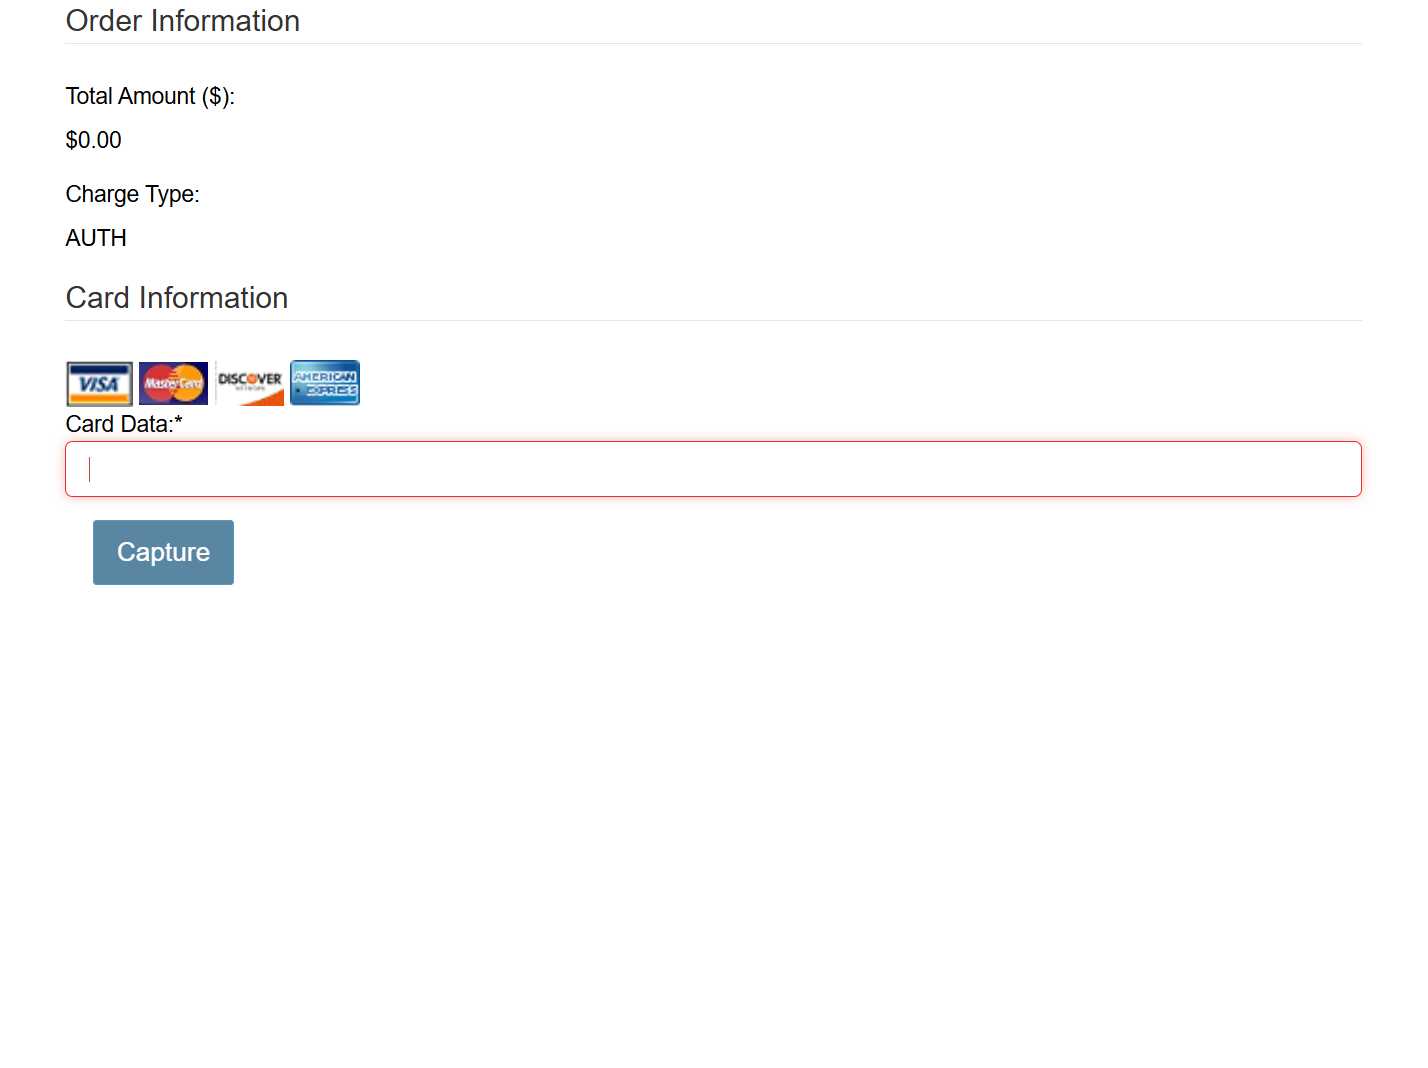 Order Information
Total Amount ($):
$0.00
Charge Type:
AUTH
Card Information
VISA MasterCard DISCOVER AMERICAN EXPRESS
Card Data:*
Capture